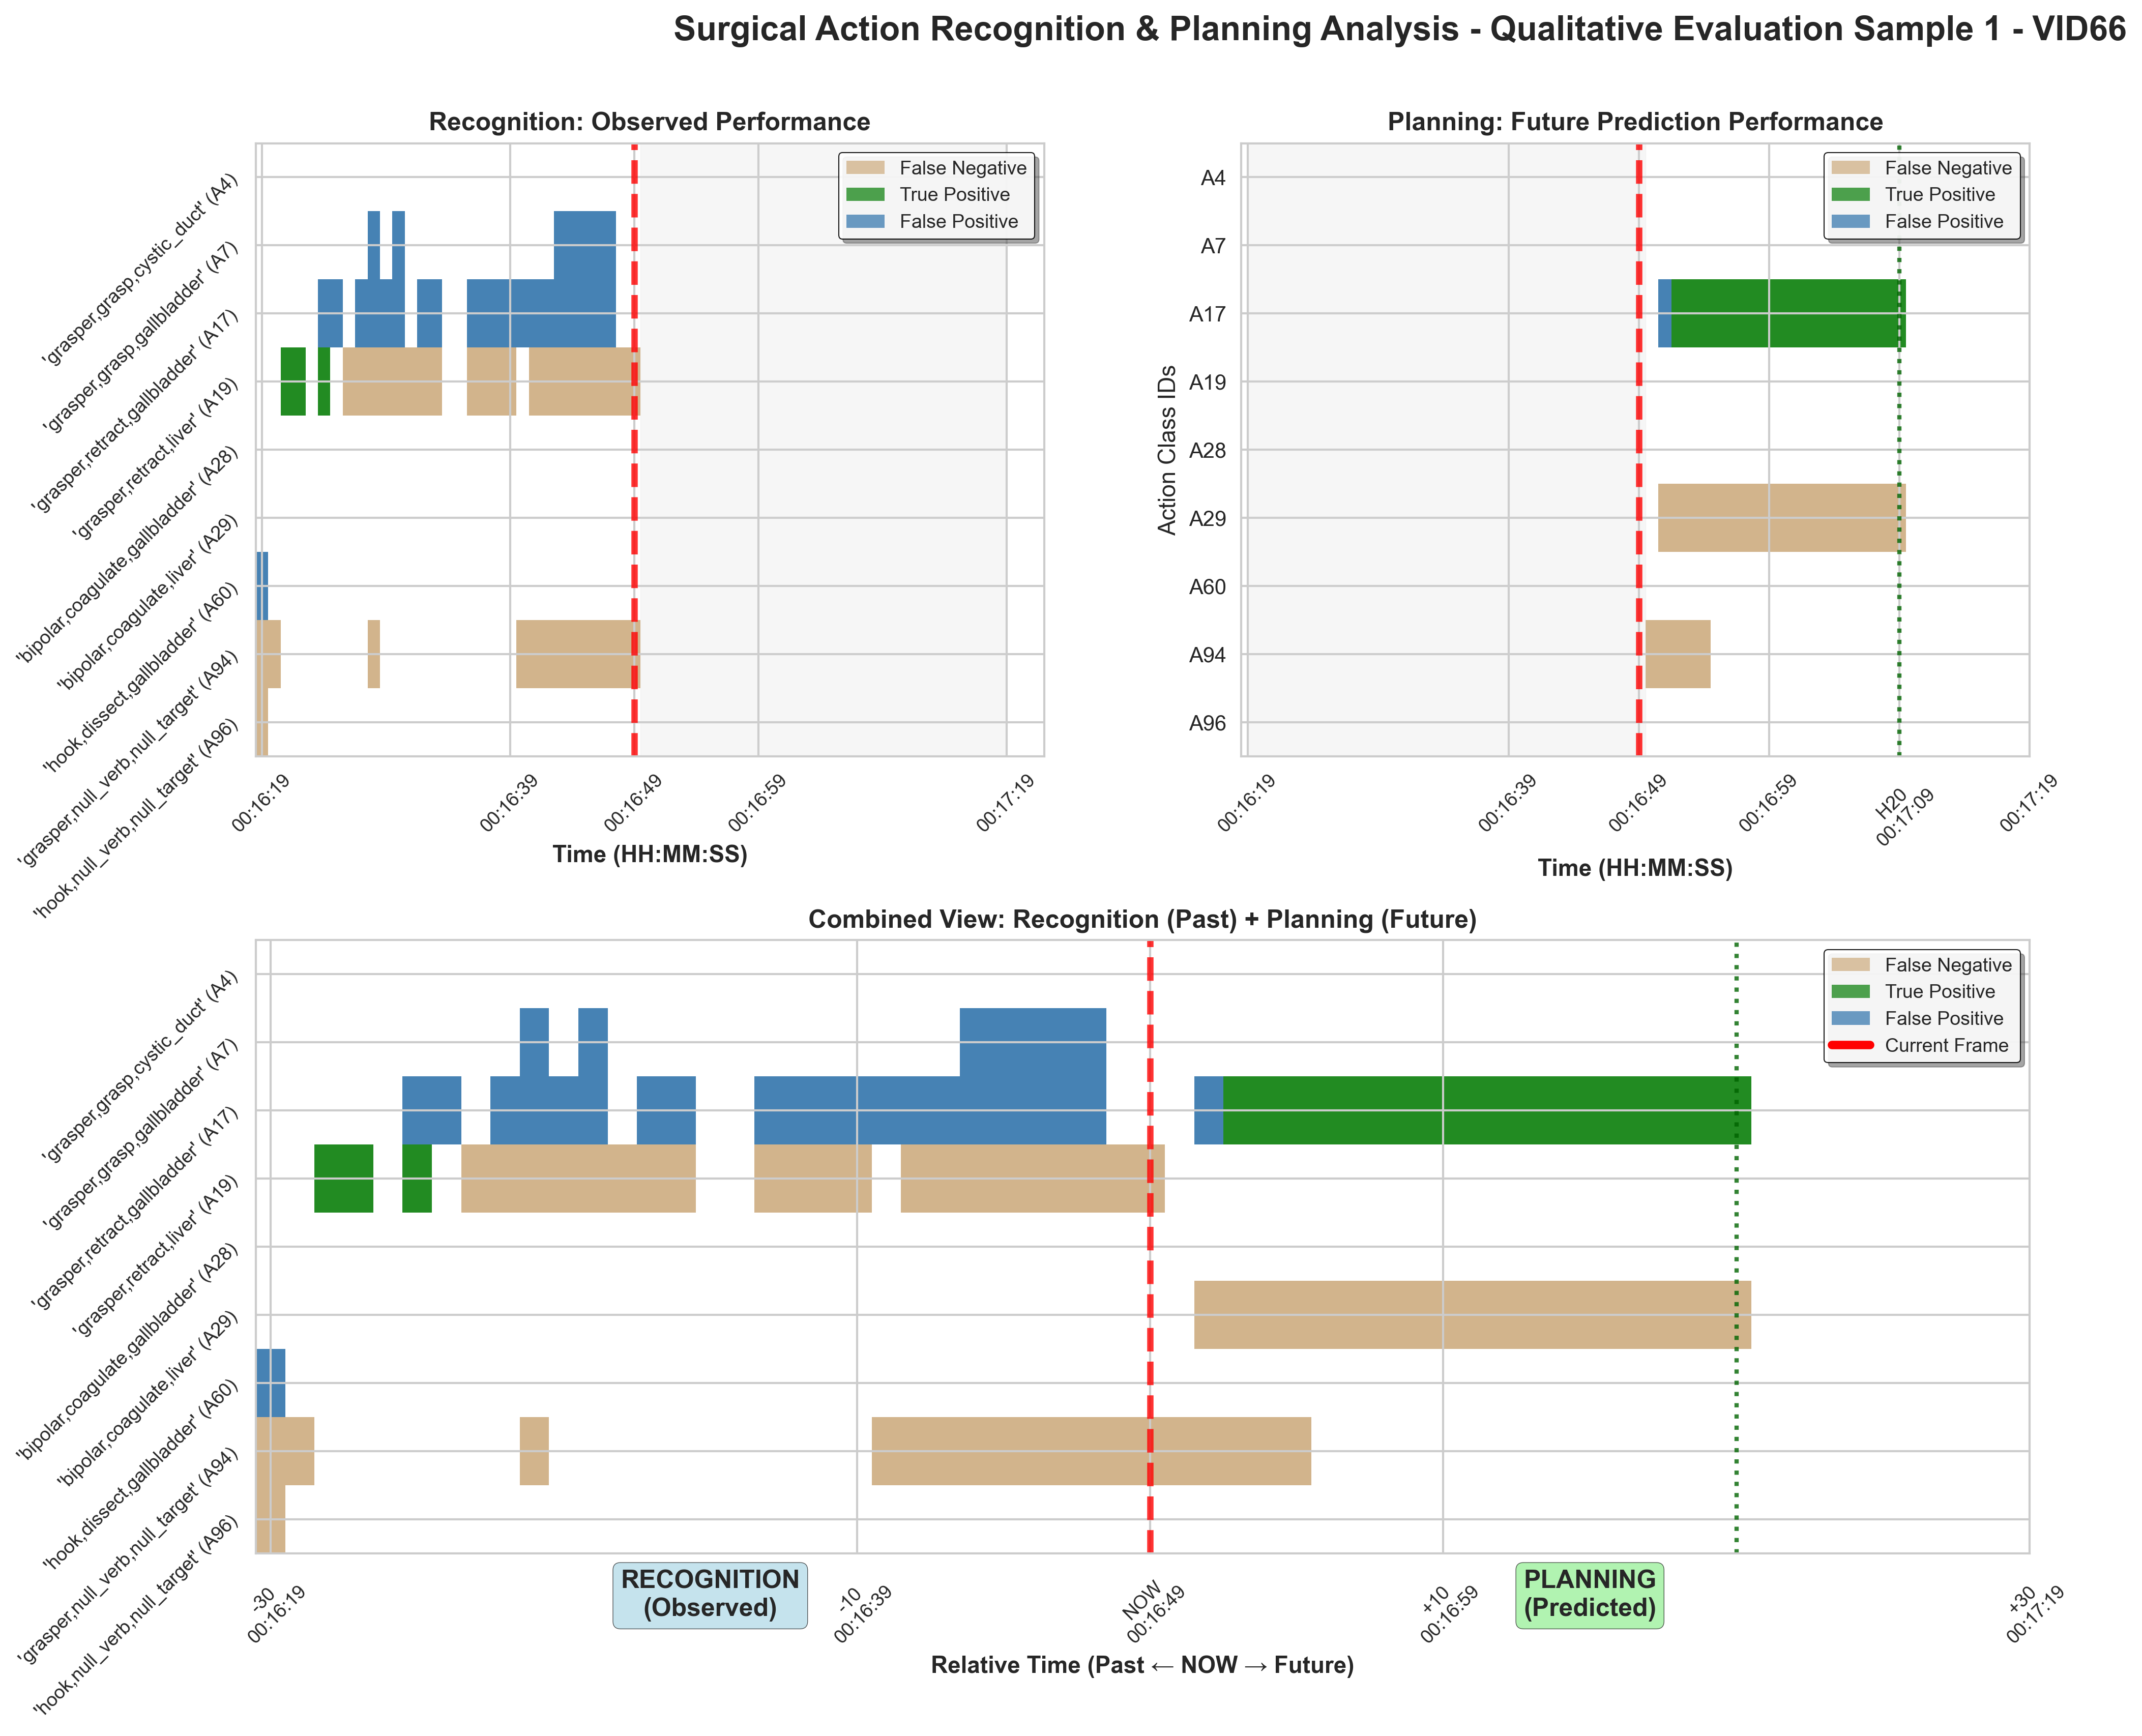 Surgical Action Recognition & Planning Analysis - Qualitative Evaluation Sample 1 - VID66
Recognition: Observed Performance
False Negative
True Positive
False Positive
'grasper,grasp,cystic_duct' (A4)
'grasper,grasp,gallbladder' (A7)
'grasper,retract,gallbladder' (A17)
'grasper,retract,liver' (A19)
'bipolar,coagulate,gallbladder' (A28)
'bipolar,coagulate,liver' (A29)
'hook,dissect,gallbladder' (A60)
'grasper,null_verb,null_target' (A94)
'hook,null_verb,null_target' (A96)
00:16:19
00:16:39
00:16:49
00:16:59
00:17:19
Time (HH:MM:SS)
Planning: Future Prediction Performance
False Negative
True Positive
False Positive
Action Class IDs
A4
A7
A17
A19
A28
A29
A60
A94
A96
00:16:19
00:16:39
00:16:49
00:16:59
H20
00:17:09
00:17:19
Time (HH:MM:SS)
Combined View: Recognition (Past) + Planning (Future)
False Negative
True Positive
False Positive
Current Frame
'grasper,grasp,cystic_duct' (A4)
'grasper,grasp,gallbladder' (A7)
'grasper,retract,gallbladder' (A17)
'grasper,retract,liver' (A19)
'bipolar,coagulate,gallbladder' (A28)
'bipolar,coagulate,liver' (A29)
'hook,dissect,gallbladder' (A60)
'grasper,null_verb,null_target' (A94)
'hook,null_verb,null_target' (A96)
-30
00:16:19
RECOGNITION
(Observed)
-10
00:16:39
NOW
00:16:49
+10
00:16:59
PLANNING
(Predicted)
+30
00:17:19
Relative Time (Past ← NOW → Future)